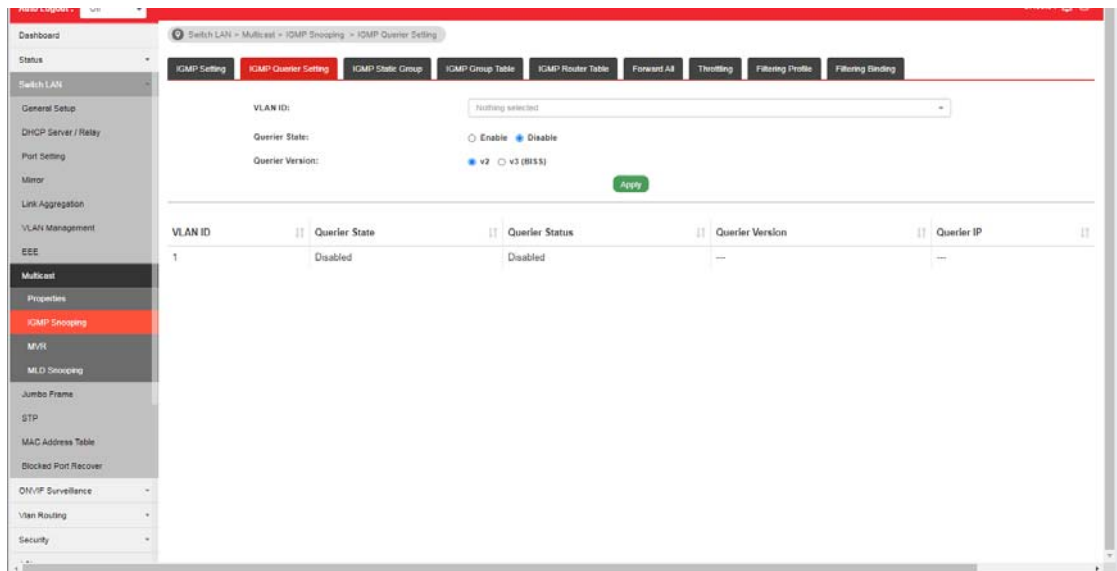 Auto Logout :
Off
Dashboard
Status
Switch LAN
General Setup
DHCP Server / Relay
Port Setting
Mirror
Link Aggregation
VLAN Management
EEE
Multicast
Properties
IGMP Snooping
MVR
MLD Snooping
Jumbo Frame
STP
MAC Address Table
Blocked Port Recover
ONVIF Surveillance
Vlan Routing
Security
Switch LAN > Multicast > IGMP Snooping > IGMP Querier Setting
IGMP Setting IGMP Querier Setting IGMP Static Group IGMP Group Table IGMP Router Table Forward All Throttling Filtering Profile Filtering Binding
VLAN ID: Nothing selected
Querier State: Enable Disable
Querier Version: v2 v3 (BISS)
Apply
VLAN ID Querier State Querier Status Querier Version Querier IP
1 Disabled Disabled --- ---